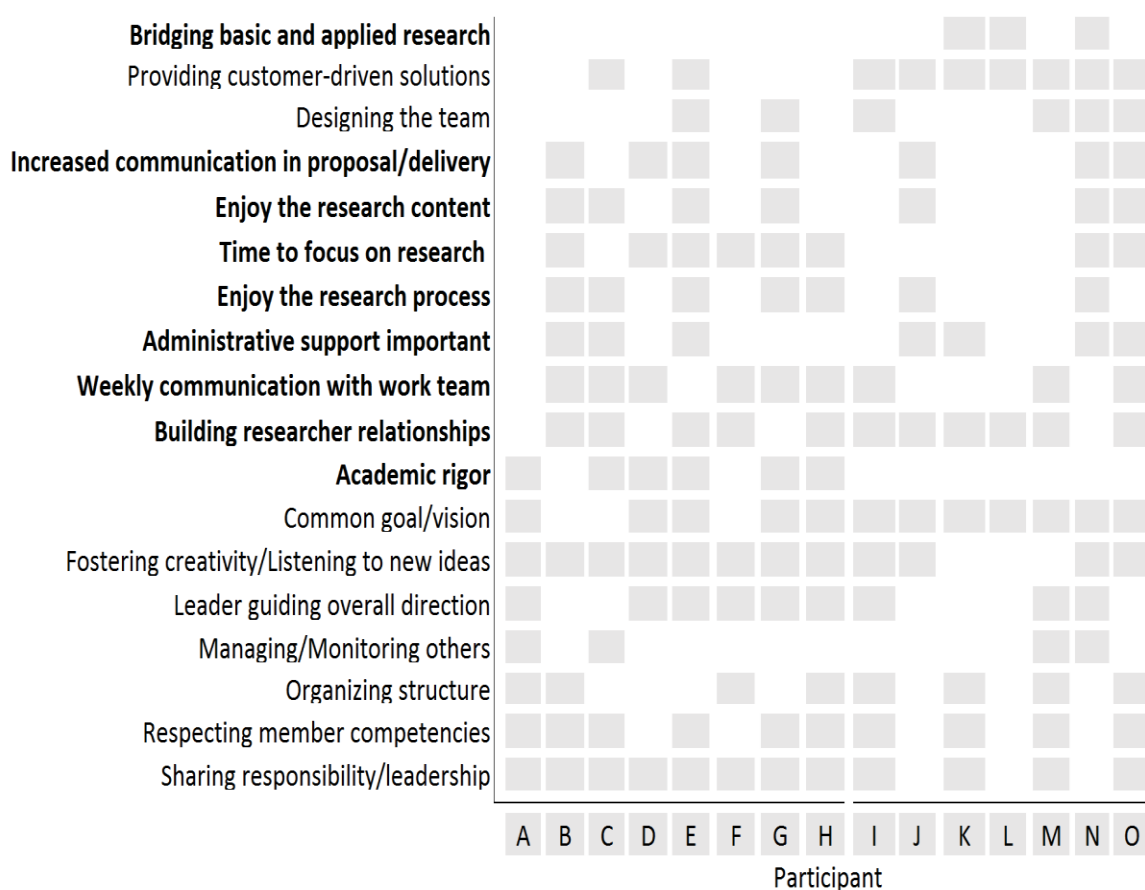 Bridging basic and applied research
Providing customer-driven solutions
Designing the team
Increased communication in proposal/delivery
Enjoy the research content
Time to focus on research
Enjoy the research process
Administrative support important
Weekly communication with work team
Building researcher relationships
Academic rigor
Common goal/vision
Fostering creativity/Listening to new ideas
Leader guiding overall direction
Managing/Monitoring others
Organizing structure
Respecting member competencies
Sharing responsibility/leadership
A B C D E F G H I J K L M N O
Participant